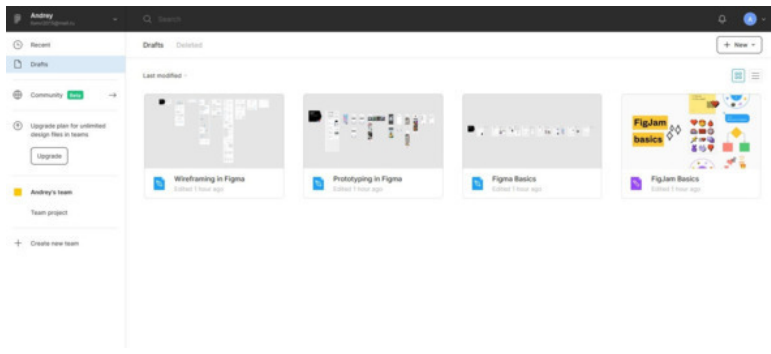 Andrey
Search
A
Recent
Drafts
Drafts
Deleted
+ New
Last modified
Community Beta
Upgrade plan for unlimited
design files in teams
Upgrade
Andrey's team
Team project
+ Create new team
Wireframing in Figma
Edited 1 hour ago
Prototyping in Figma
Edited 1 hour ago
Figma Basics
Edited 1 hour ago
FigJam
basics
FigJam Basics
Edited 1 hour ago